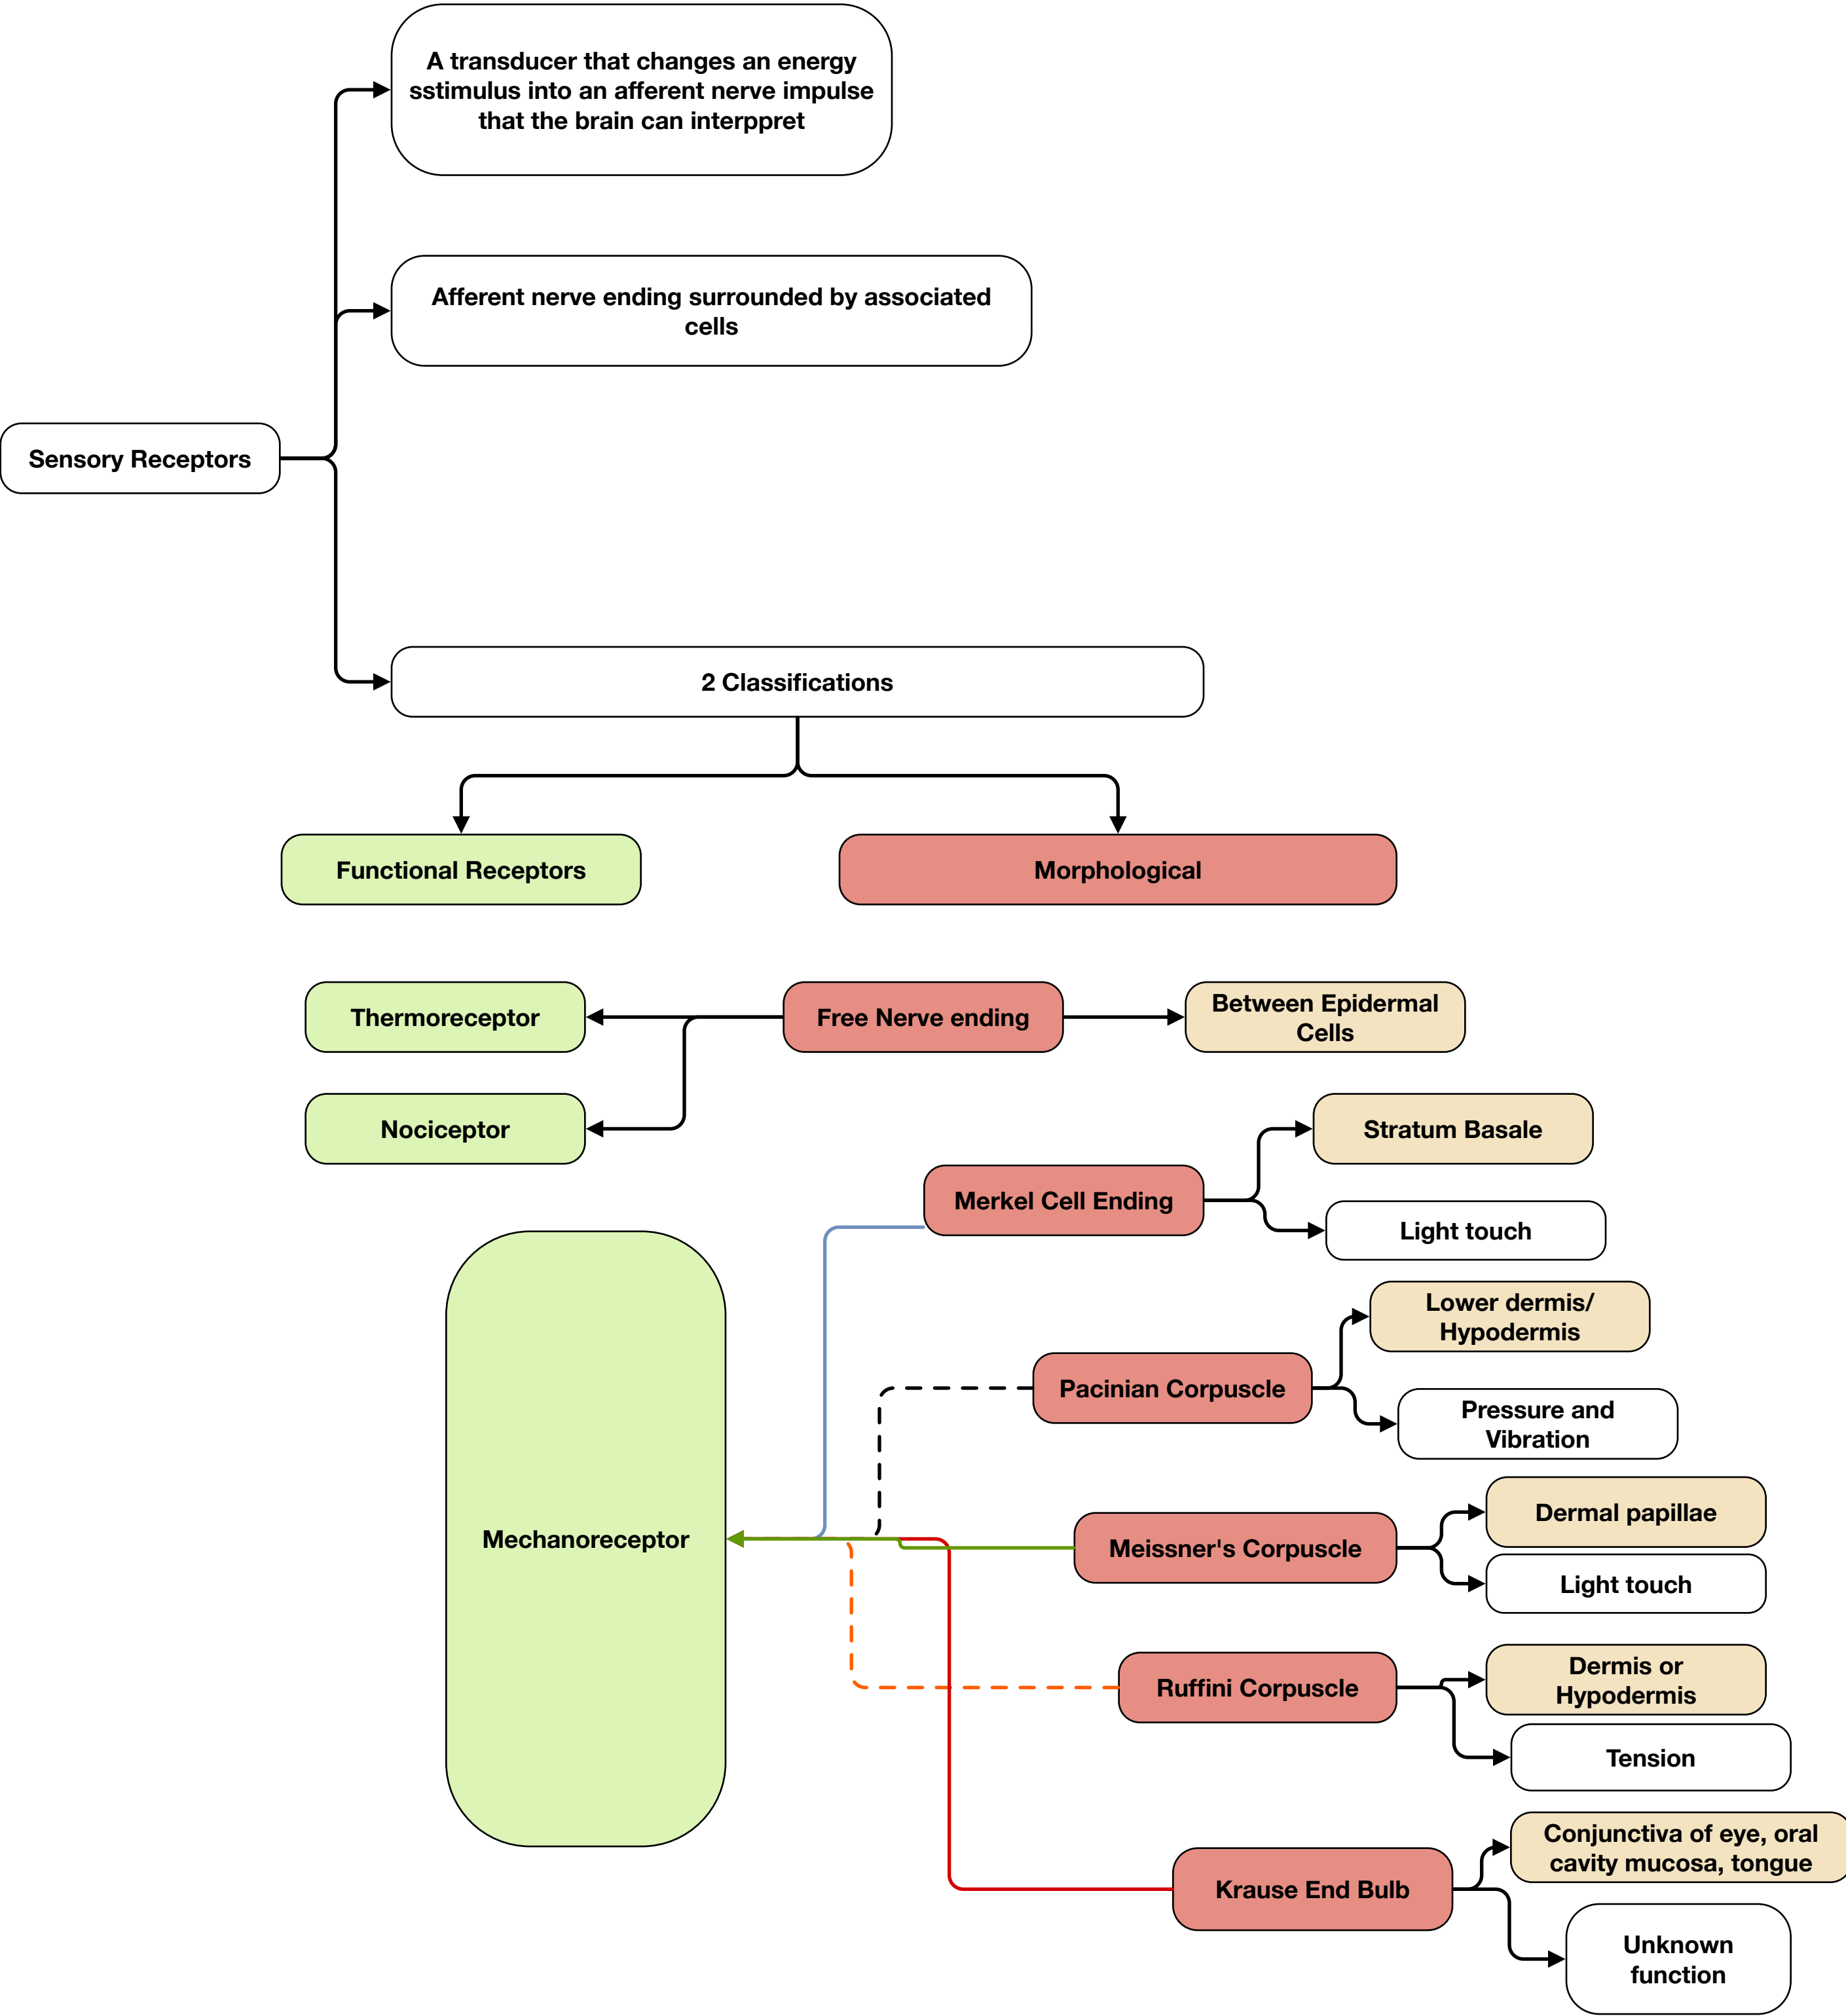 A transducer that changes an energy
sstimulus into an afferent nerve impulse
that the brain can interppret
Afferent nerve ending surrounded by associated
cells
Sensory Receptors
2 Classifications
Functional Receptors
Morphological
Thermoreceptor
Free Nerve ending
Between Epidermal
Cells
Nociceptor
Stratum Basale
Merkel Cell Ending
Light touch
Lower dermis/
Hypodermis
Pacinian Corpuscle
Pressure and
Vibration
Mechanoreceptor
Dermal papillae
Meissner's Corpuscle
Light touch
Dermis or
Hypodermis
Ruffini Corpuscle
Tension
Conjunctiva of eye, oral
cavity mucosa, tongue
Krause End Bulb
Unknown
function